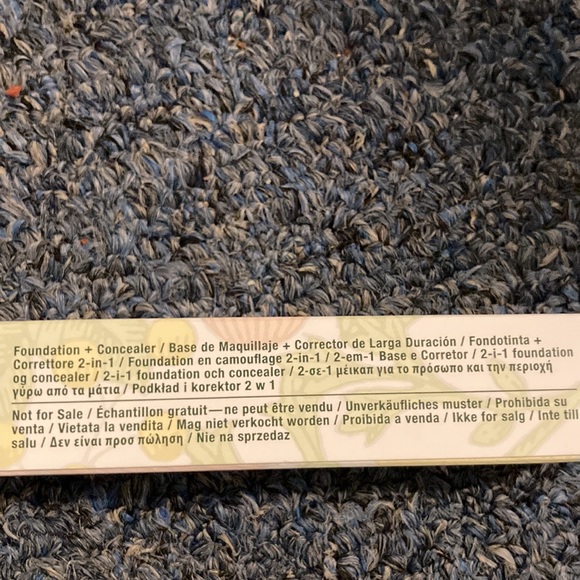 Foundation + Concealer / Base de Maquillaje + Corrector de Larga Duración / Fondotinta +
Correttore 2-in-1 / Foundation en camouflage 2-in-1 / 2-em-1 Base e Corretor / 2-i-1 foundation
og concealer / 2-i-1 foundation och concealer / 2-σε-1 μέικαπ για το πρόσωπο και την περιοχή
γύρω από τα μάτια / Podkład i korektor 2 w 1
Not for Sale / Échantillon gratuit—ne peut être vendu / Unverkäufliches muster / Prohibida su
venta / Vietata la vendita / Mag niet verkocht worden / Proibida a venda / Ikke for salg / Inte till
salu / Δεν είναι προσ πώληση / Nie na sprzedaz